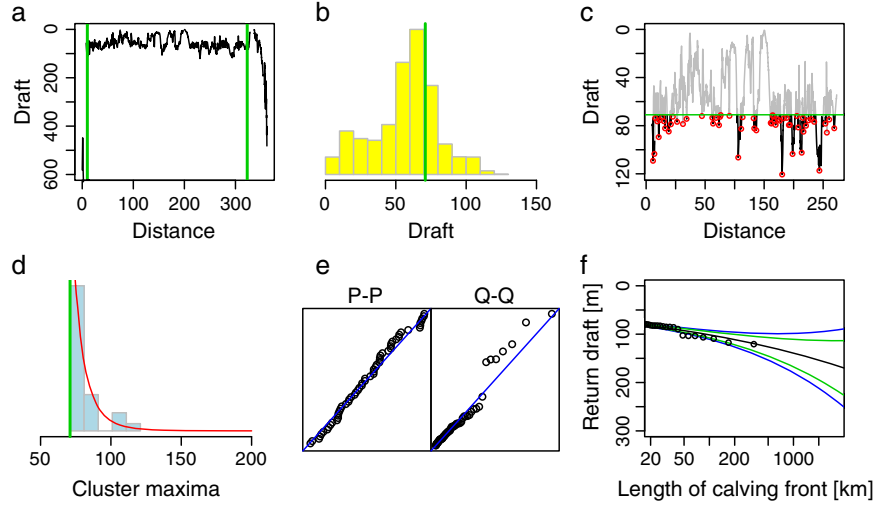 a
0
200
400
600
Draft
0
100
200
300
Distance
b
0
50
100
150
Draft
c
0
40
80
120
Draft
0
50
100
150
250
Distance
d
50
100
150
200
Cluster maxima
e
P-P
Q-Q
f
0
100
200
300
Return draft [m]
20
50
200
1000
Length of calving front [km]